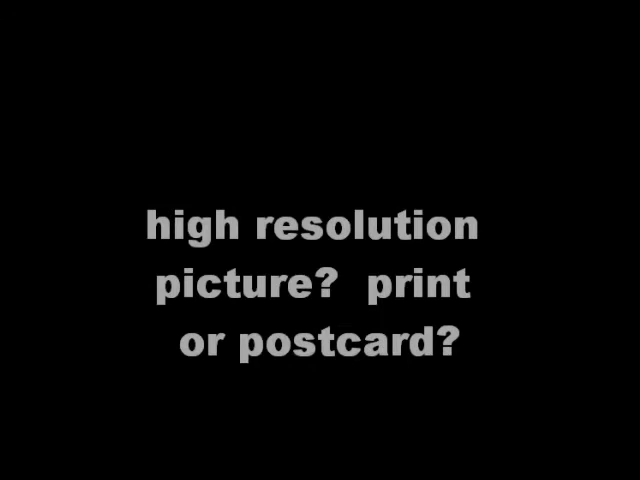 high resolution
picture?  print
or postcard?